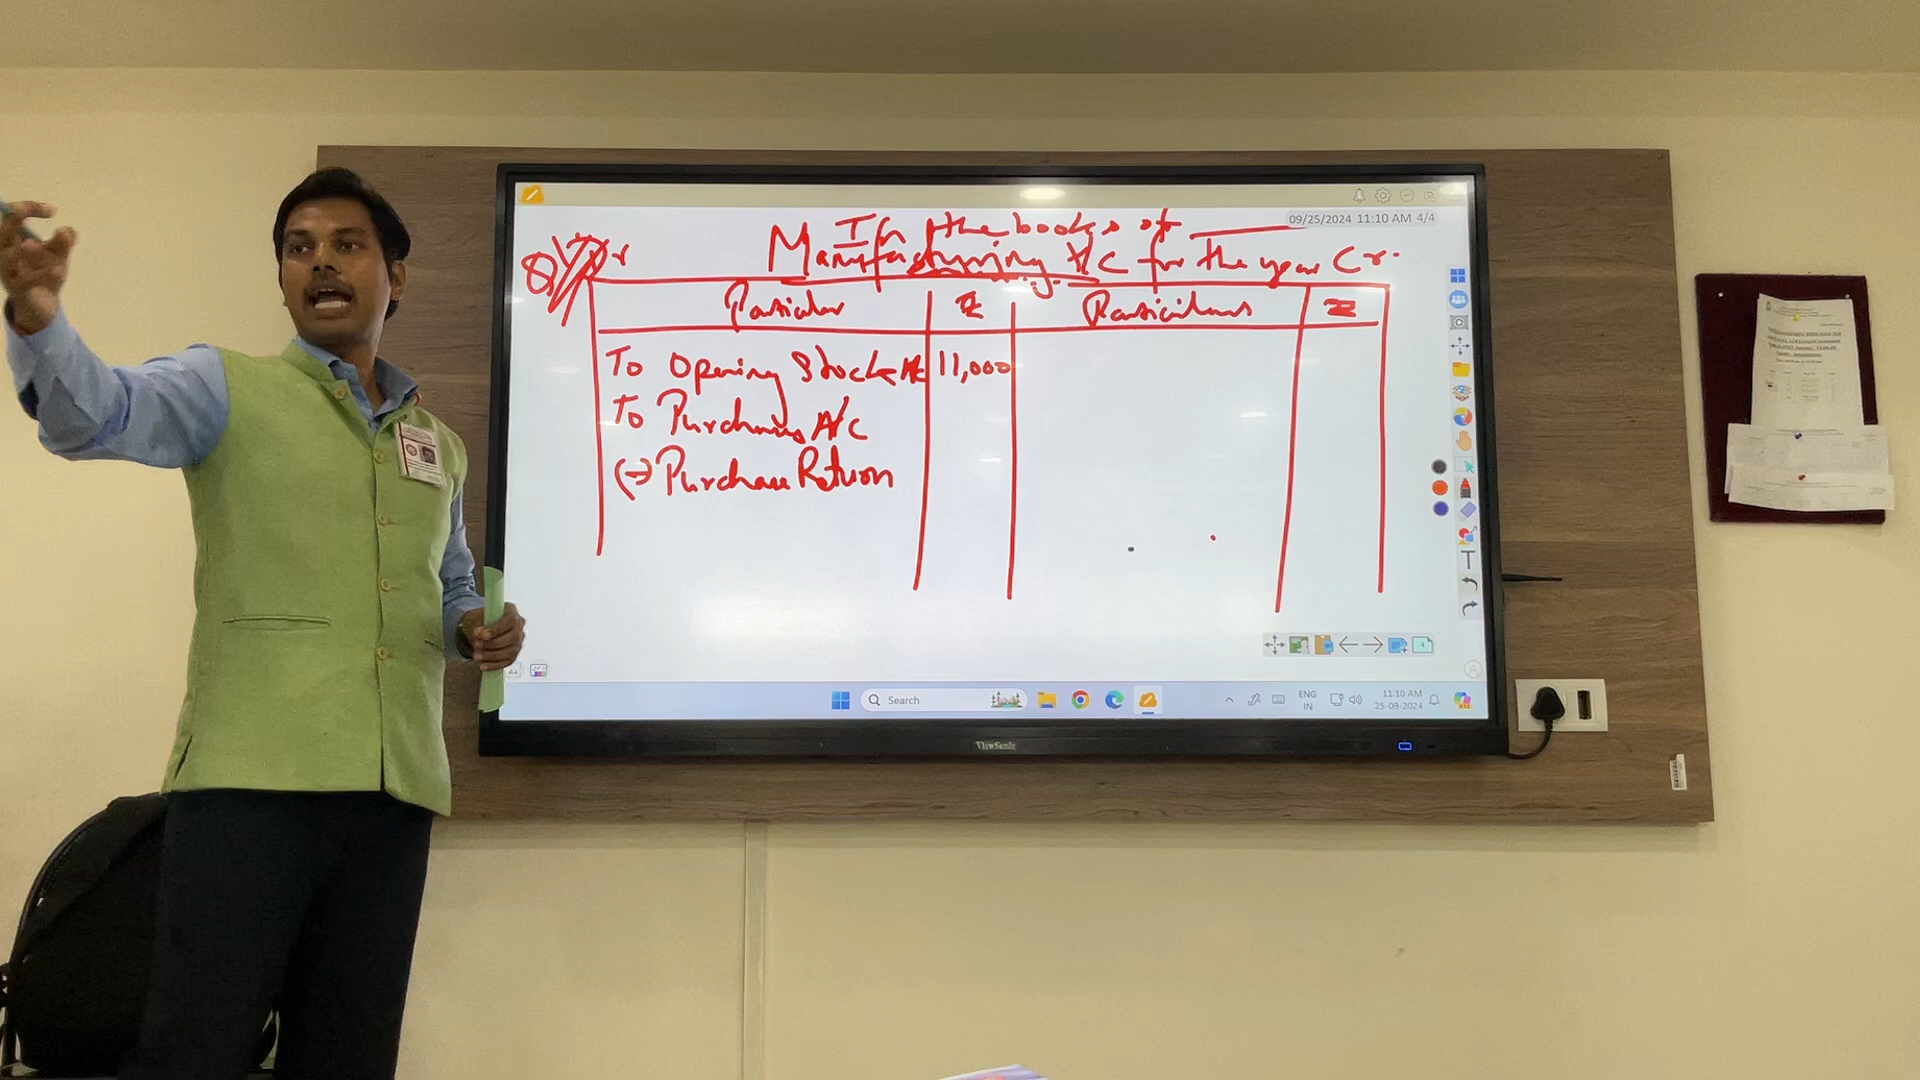 09/25/2024 11:10 AM 4/4
In the books of
Manufacturing A/c for the year Cr.
Particular ₹ Particulars ₹
To Opening Stock A/c 11,000
To Purchases A/c
(-) Purchase Return
Search
ENG
IN
11:10 AM
25-09-2024
ViewSonic